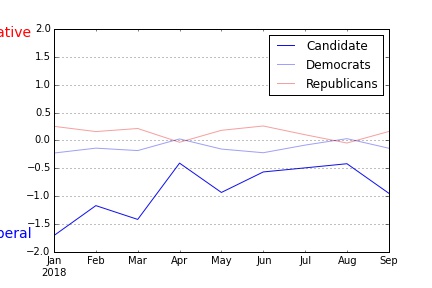 ative
2.0
1.5
1.0
0.5
0.0
−0.5
−1.0
−1.5
−2.0
beral
Candidate
Democrats
Republicans
Jan Feb Mar Apr May Jun Jul Aug Sep
2018